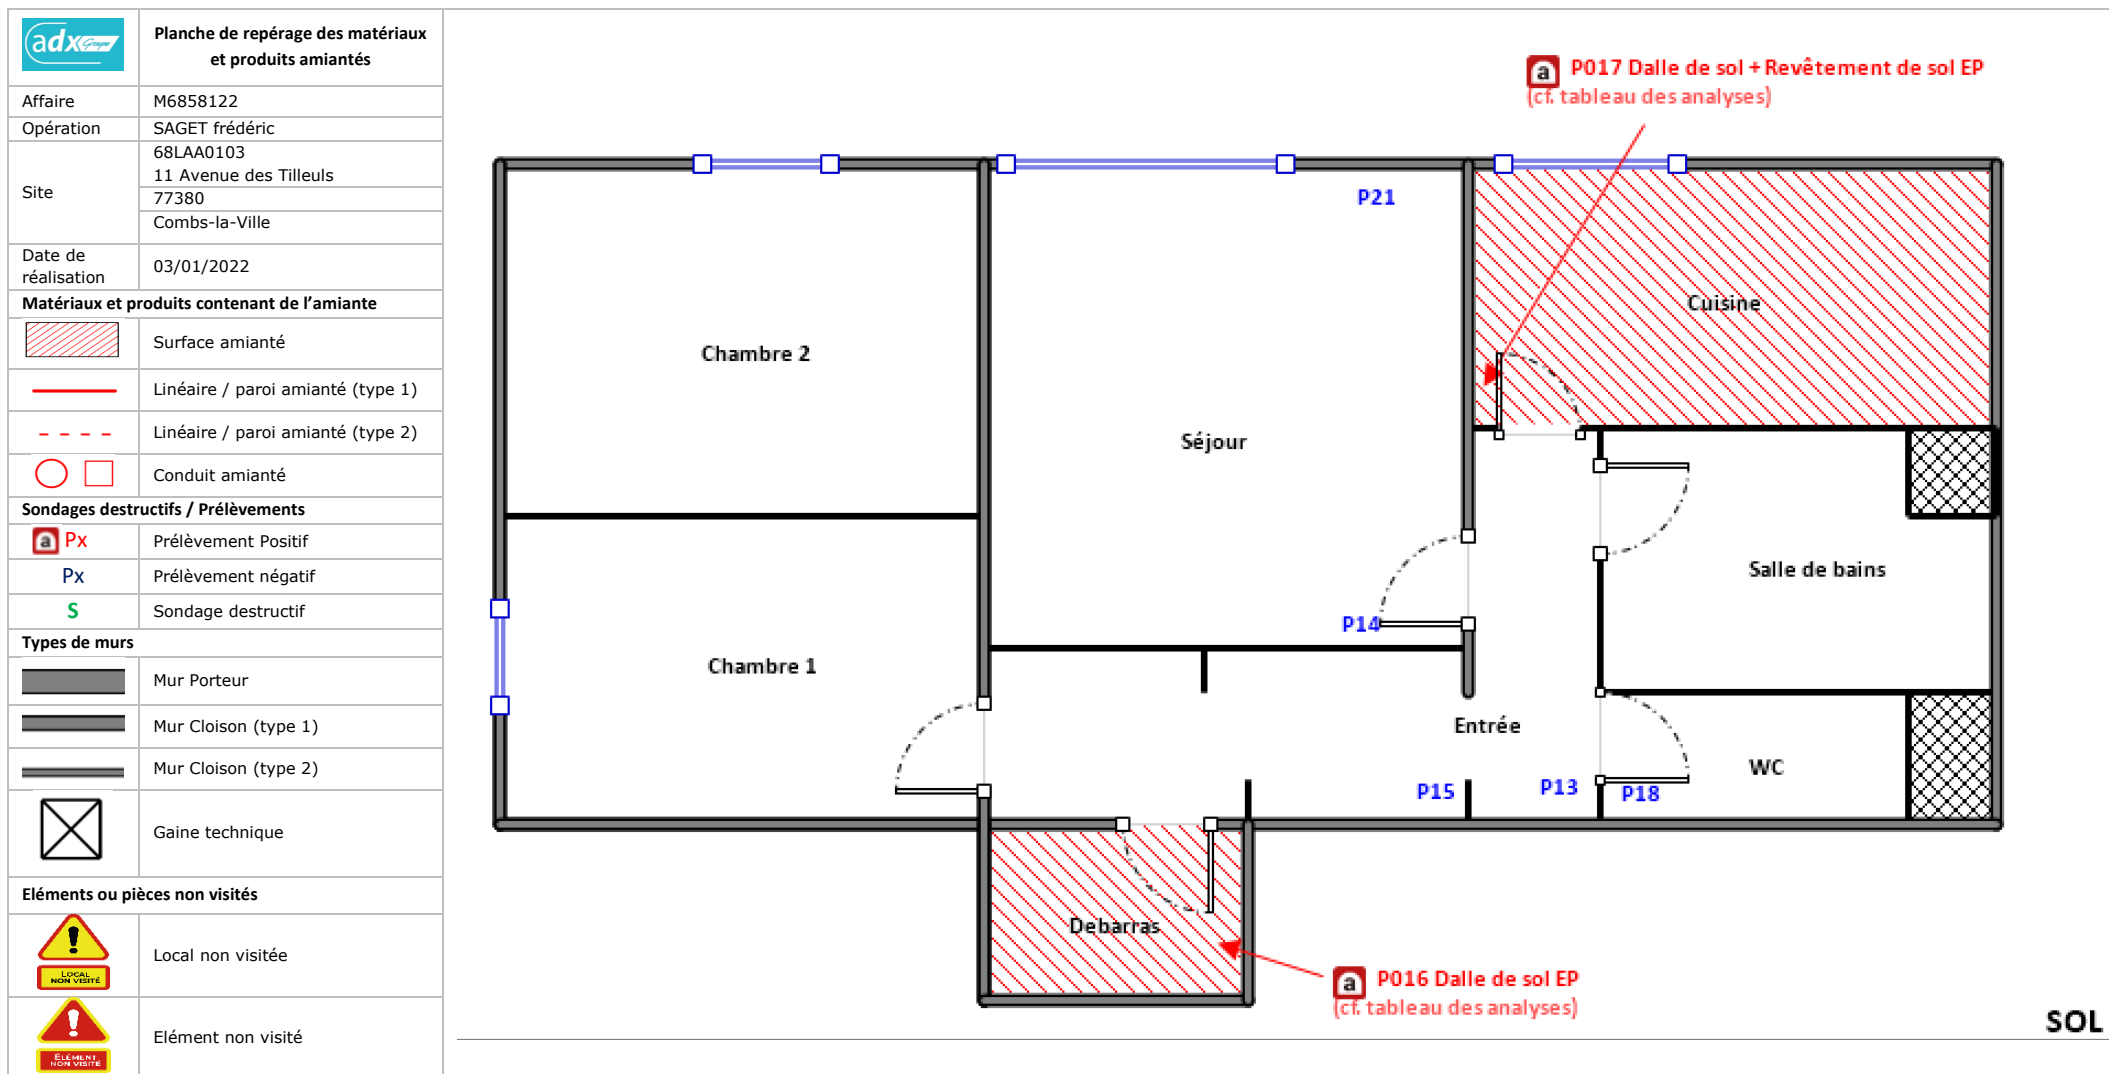 adx Groupe
Planche de repérage des matériaux
et produits amiantés
Affaire M6858122
Opération SAGET frédéric
Site
68LAA0103
11 Avenue des Tilleuls
77380
Combs-la-Ville
Date de
réalisation
03/01/2022
Matériaux et produits contenant de l’amiante
Surface amianté
Linéaire / paroi amianté (type 1)
Linéaire / paroi amianté (type 2)
Conduit amianté
Sondages destructifs / Prélèvements
a Px Prélèvement Positif
Px Prélèvement négatif
S Sondage destructif
Types de murs
Mur Porteur
Mur Cloison (type 1)
Mur Cloison (type 2)
Gaine technique
Eléments ou pièces non visités
LOCAL
NON VISITÉ
Local non visitée
ÉLÉMENT
NON VISITÉ
Elément non visité
a P017 Dalle de sol + Revêtement de sol EP
(cf. tableau des analyses)
P21
Cuisine
Chambre 2
Séjour
Salle de bains
P14
Chambre 1
Entrée
WC
P15
P13
P18
Debarras
a P016 Dalle de sol EP
(cf. tableau des analyses)
SOL